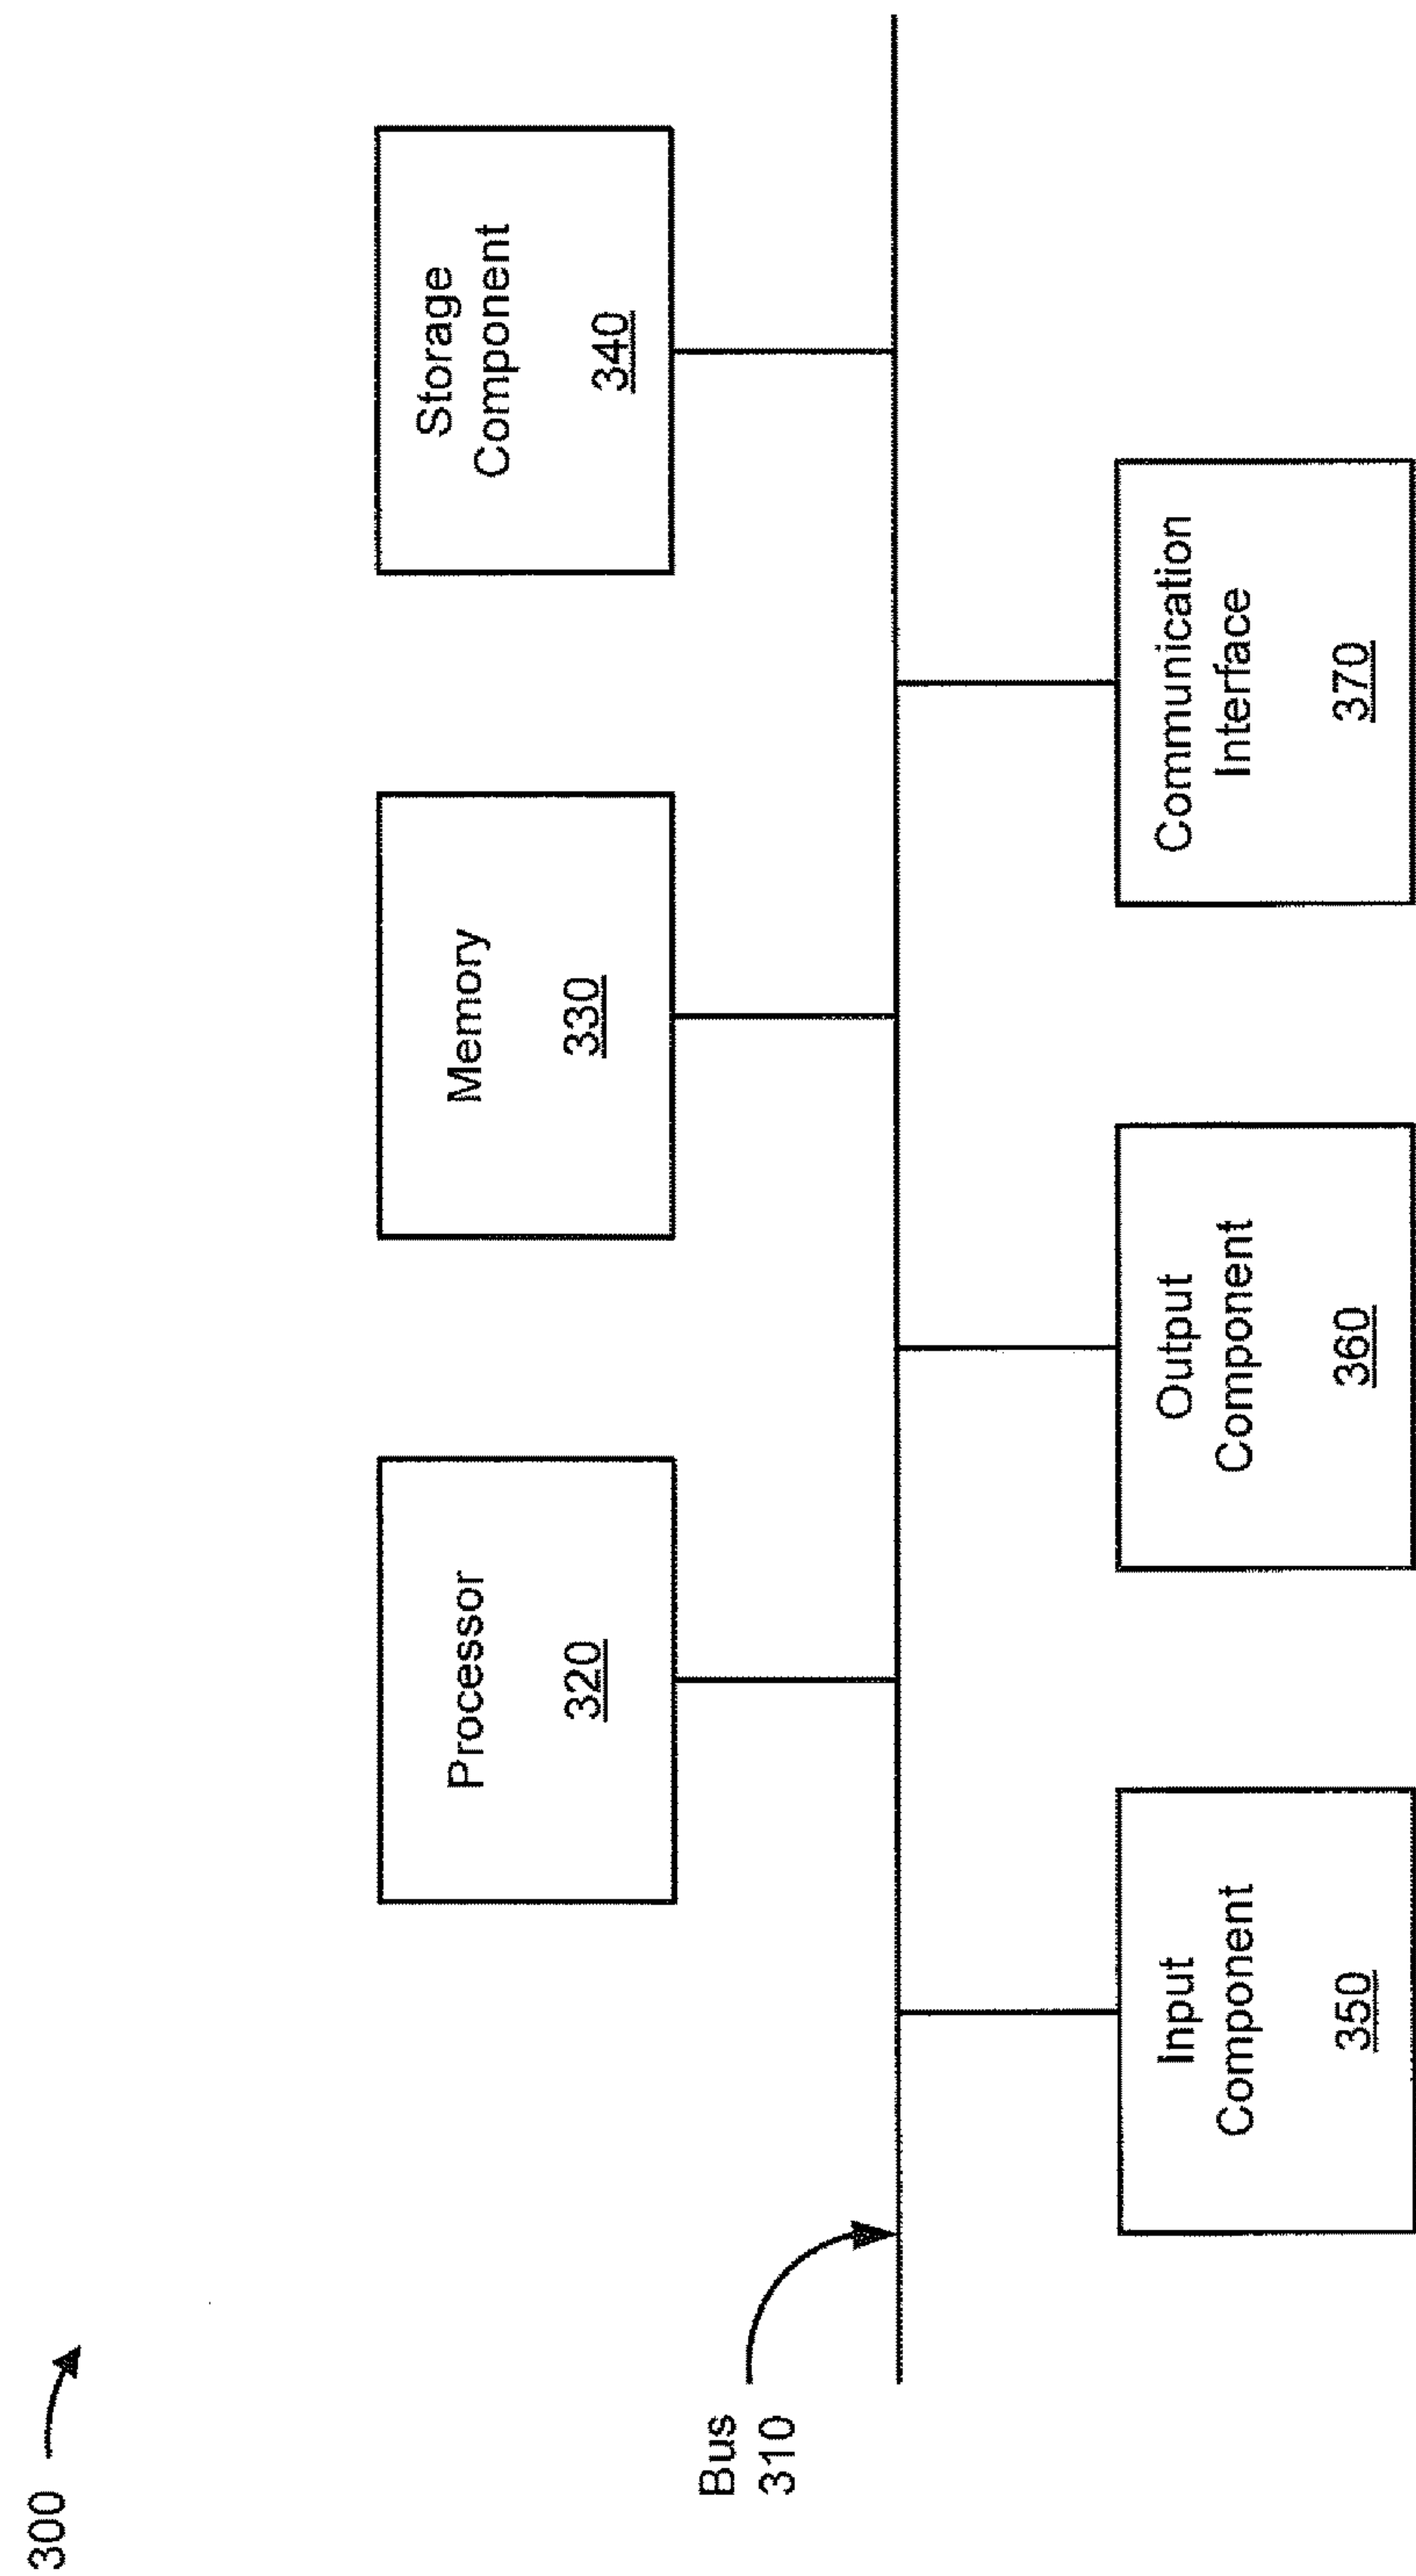 300
Processor
320
Memory
330
Storage
Component
340
Bus
310
Input
Component
350
Output
Component
360
Communication
Interface
370